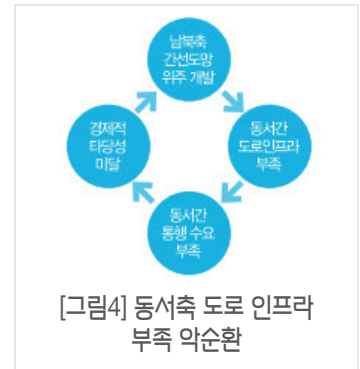 남북축
간선도망
위주 개발
경제적
타당성
미달
동서간
도로인프라
부족
동서간
통행 수요
부족
[그림4] 동서축 도로 인프라
부족 악순환